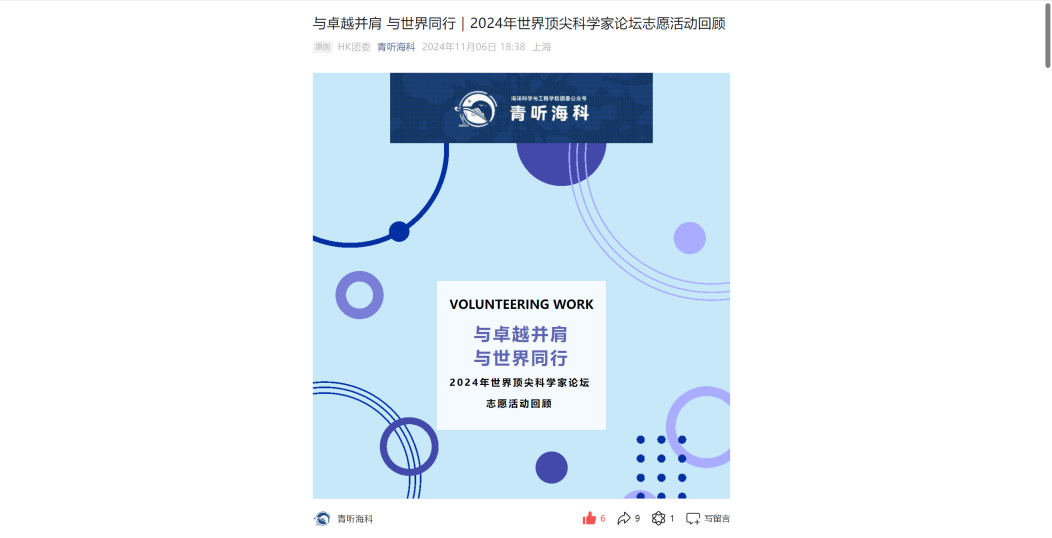 与卓越并肩 与世界同行｜2024年世界顶尖科学家论坛志愿活动回顾
原创 HK团委 青听海科 2024年11月06日 18:38 上海
海洋科学与工程学院团委公众号
青听海科
VOLUNTEERING WORK
与卓越并肩
与世界同行
2024年世界顶尖科学家论坛
志愿活动回顾
青听海科 6 9 1 写留言